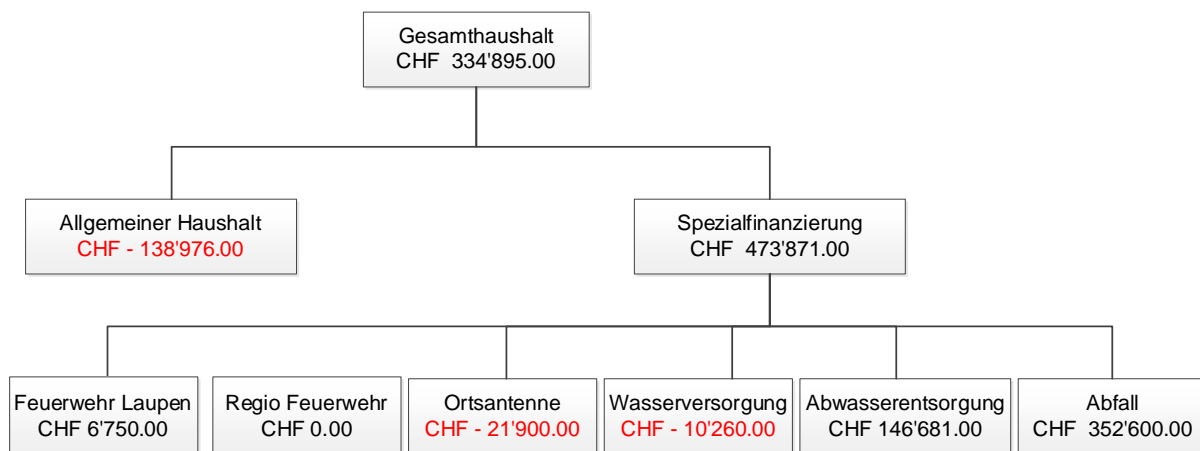 Gesamthaushalt
CHF  334'895.00
Allgemeiner Haushalt
CHF - 138'976.00
Spezialfinanzierung
CHF  473'871.00
Feuerwehr Laupen
CHF 6'750.00
Regio Feuerwehr
CHF 0.00
Ortsantenne
CHF - 21'900.00
Wasserversorgung
CHF - 10'260.00
Abwasserentsorgung
CHF 146'681.00
Abfall
CHF  352'600.00